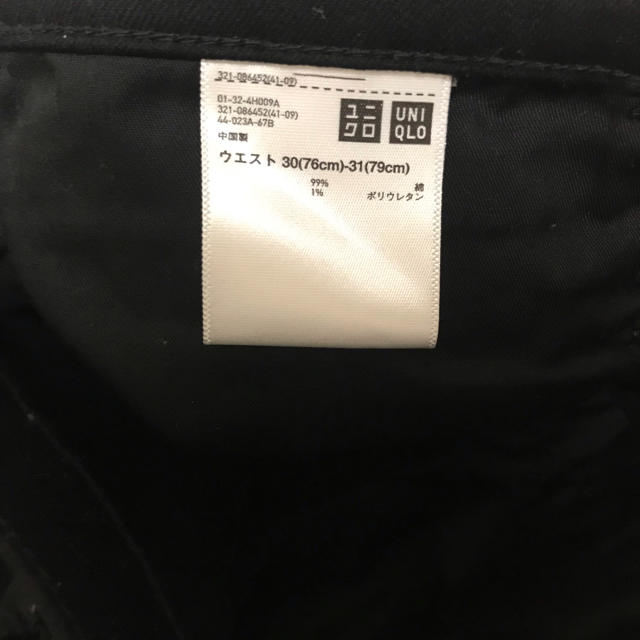 321-086452(41-09)
01-32-4H009A
321-086452(41-09)
44-023A-67B
中国製
ユニ
クロ
UNI
QLO
ウエスト 30(76cm)-31(79cm)
99% 綿
1% ポリウレタン